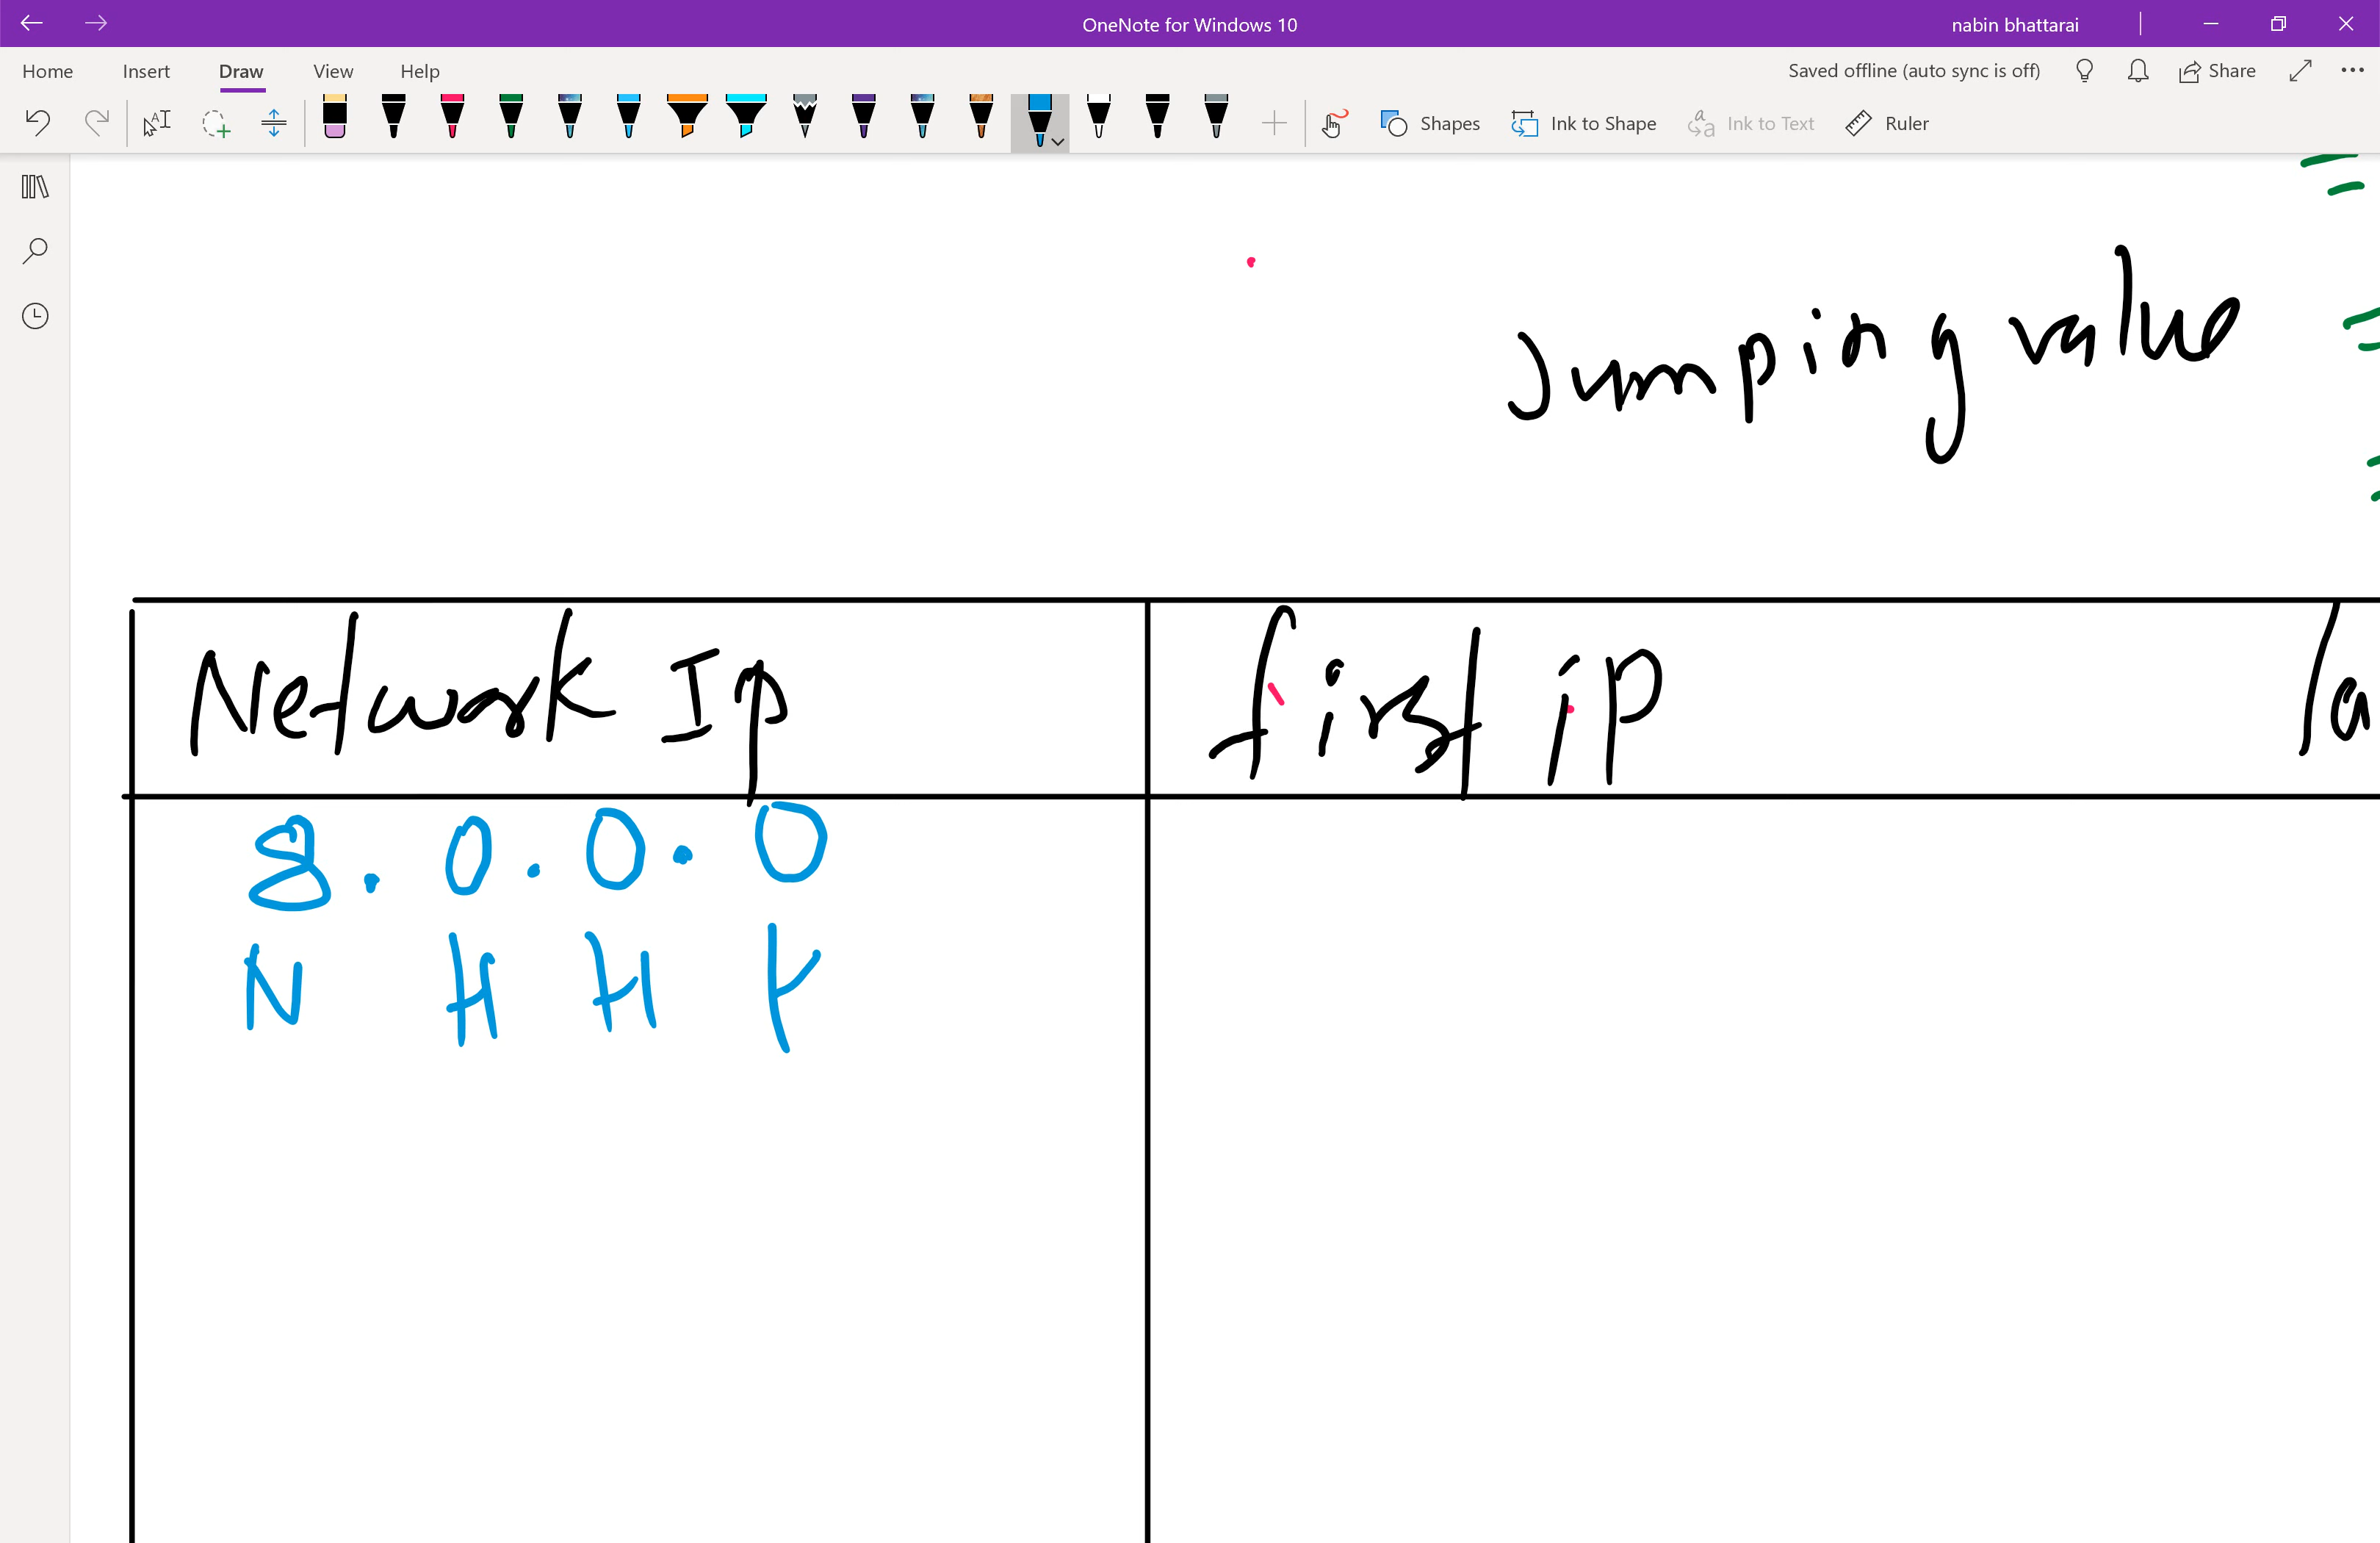 OneNote for Windows 10
nabin bhattarai
Home Insert Draw View Help
Saved offline (auto sync is off)
Share
Shapes
Ink to Shape
Ink to Text
Ruler
Jumping value
Network Ip
first ip
la
8.0.0.0
N H H